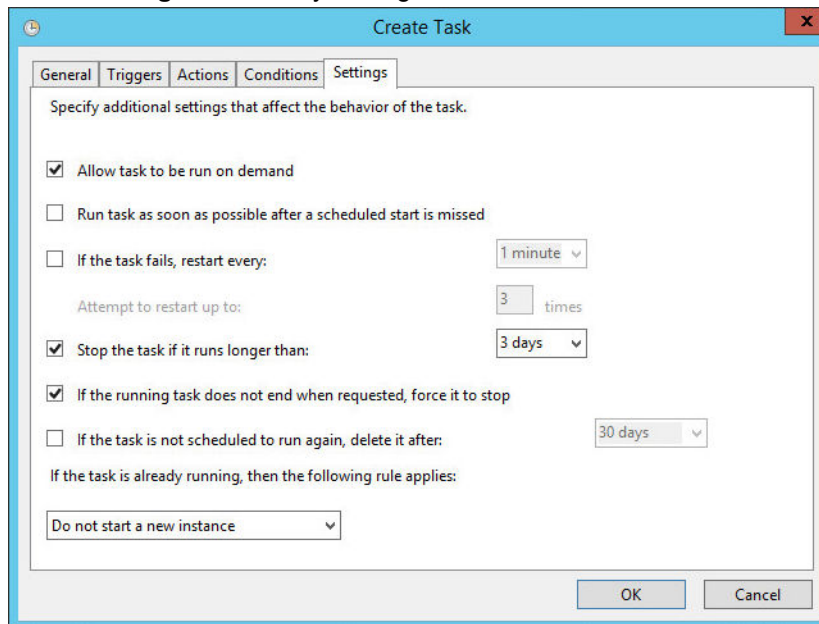 Create Task
x
General Triggers Actions Conditions Settings
Specify additional settings that affect the behavior of the task.
Allow task to be run on demand
Run task as soon as possible after a scheduled start is missed
If the task fails, restart every: 1 minute
Attempt to restart up to: 3 times
Stop the task if it runs longer than: 3 days
If the running task does not end when requested, force it to stop
If the task is not scheduled to run again, delete it after: 30 days
If the task is already running, then the following rule applies:
Do not start a new instance
OK Cancel